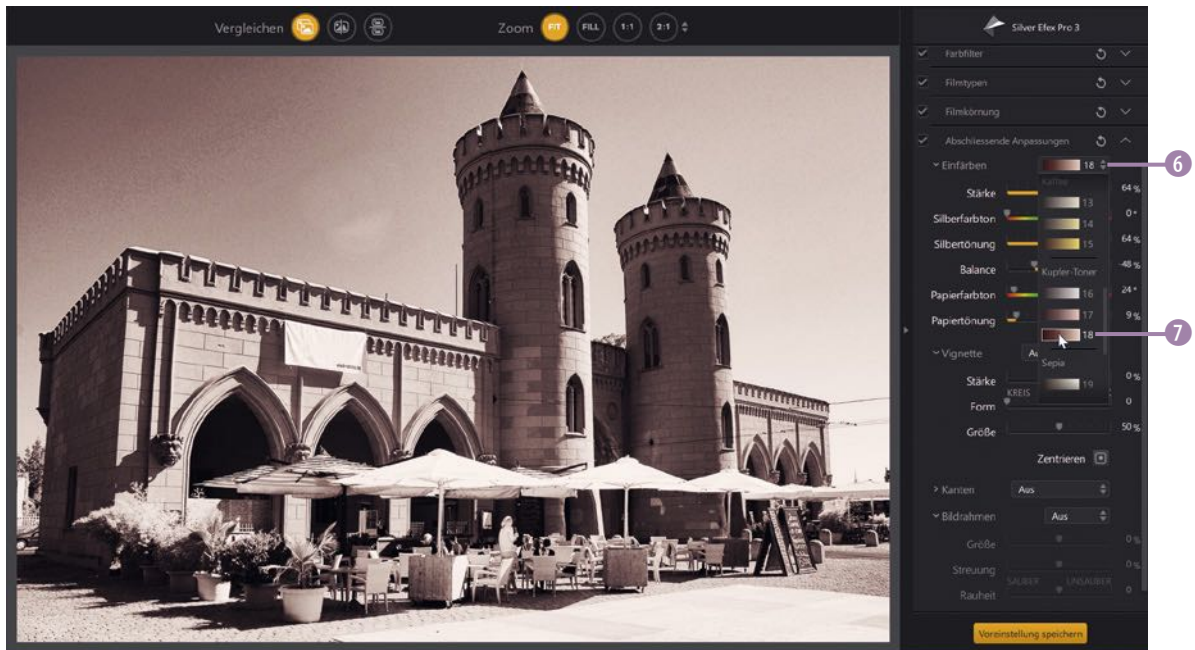 Vergleichen Zoom FIT FILL 1:1 2:1
Silver Efex Pro 3
Farbfilter
Filmtypen
Filmkörnung
Abschliessende Anpassungen
Einfärben 18
6
Kaffee
Stärke 64 %
13
Silberfarbton 0 °
14
Silbertönung 15 64 %
Balance -48 %
Kupfer-Toner
Papierfarbton 16 24 °
Papiertönung 17 9 %
18
7
Vignette
Sepia
Stärke 19 0 %
KREIS
Form 0
Größe 50 %
Zentrieren
Kanten Aus
Bildrahmen Aus
Größe 0 %
Streuung 0 %
SAUBER UNSAUBER
Rauheit 0
Voreinstellung speichern